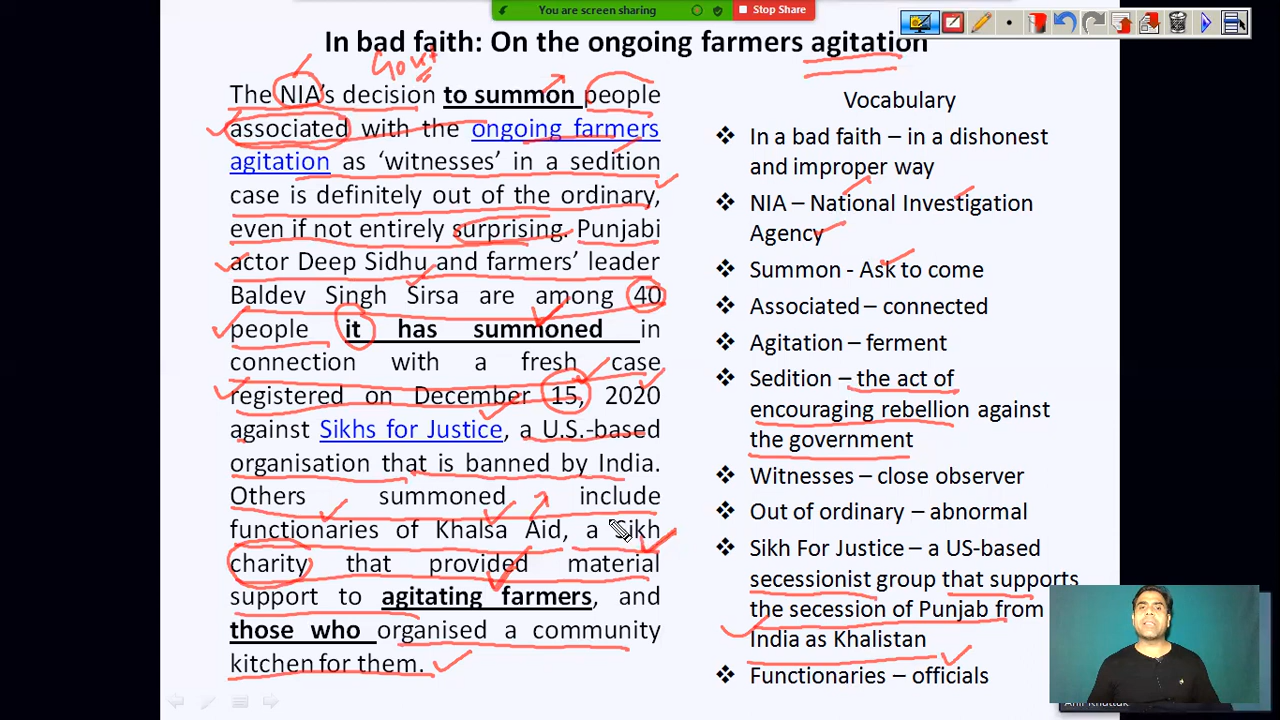 You are screen sharing
Stop Share
In bad faith: On the ongoing farmers agitation
Govt
The NIA's decision to summon people
associated with the ongoing farmers
agitation as ‘witnesses’ in a sedition
case is definitely out of the ordinary,
even if not entirely surprising. Punjabi
actor Deep Sidhu and farmers’ leader
Baldev Singh Sirsa are among 40
people it has summoned in
connection with a fresh case
registered on December 15, 2020
against Sikhs for Justice, a U.S.-based
organisation that is banned by India.
Others summoned include
functionaries of Khalsa Aid, a Sikh
charity that provided material
support to agitating farmers, and
those who organised a community
kitchen for them.
Vocabulary
❖ In a bad faith – in a dishonest
and improper way
❖ NIA – National Investigation
Agency
❖ Summon - Ask to come
❖ Associated – connected
❖ Agitation – ferment
❖ Sedition – the act of
encouraging rebellion against
the government
❖ Witnesses – close observer
❖ Out of ordinary – abnormal
❖ Sikh For Justice – a US-based
secessionist group that supports
the secession of Punjab from
India as Khalistan
❖ Functionaries – officials